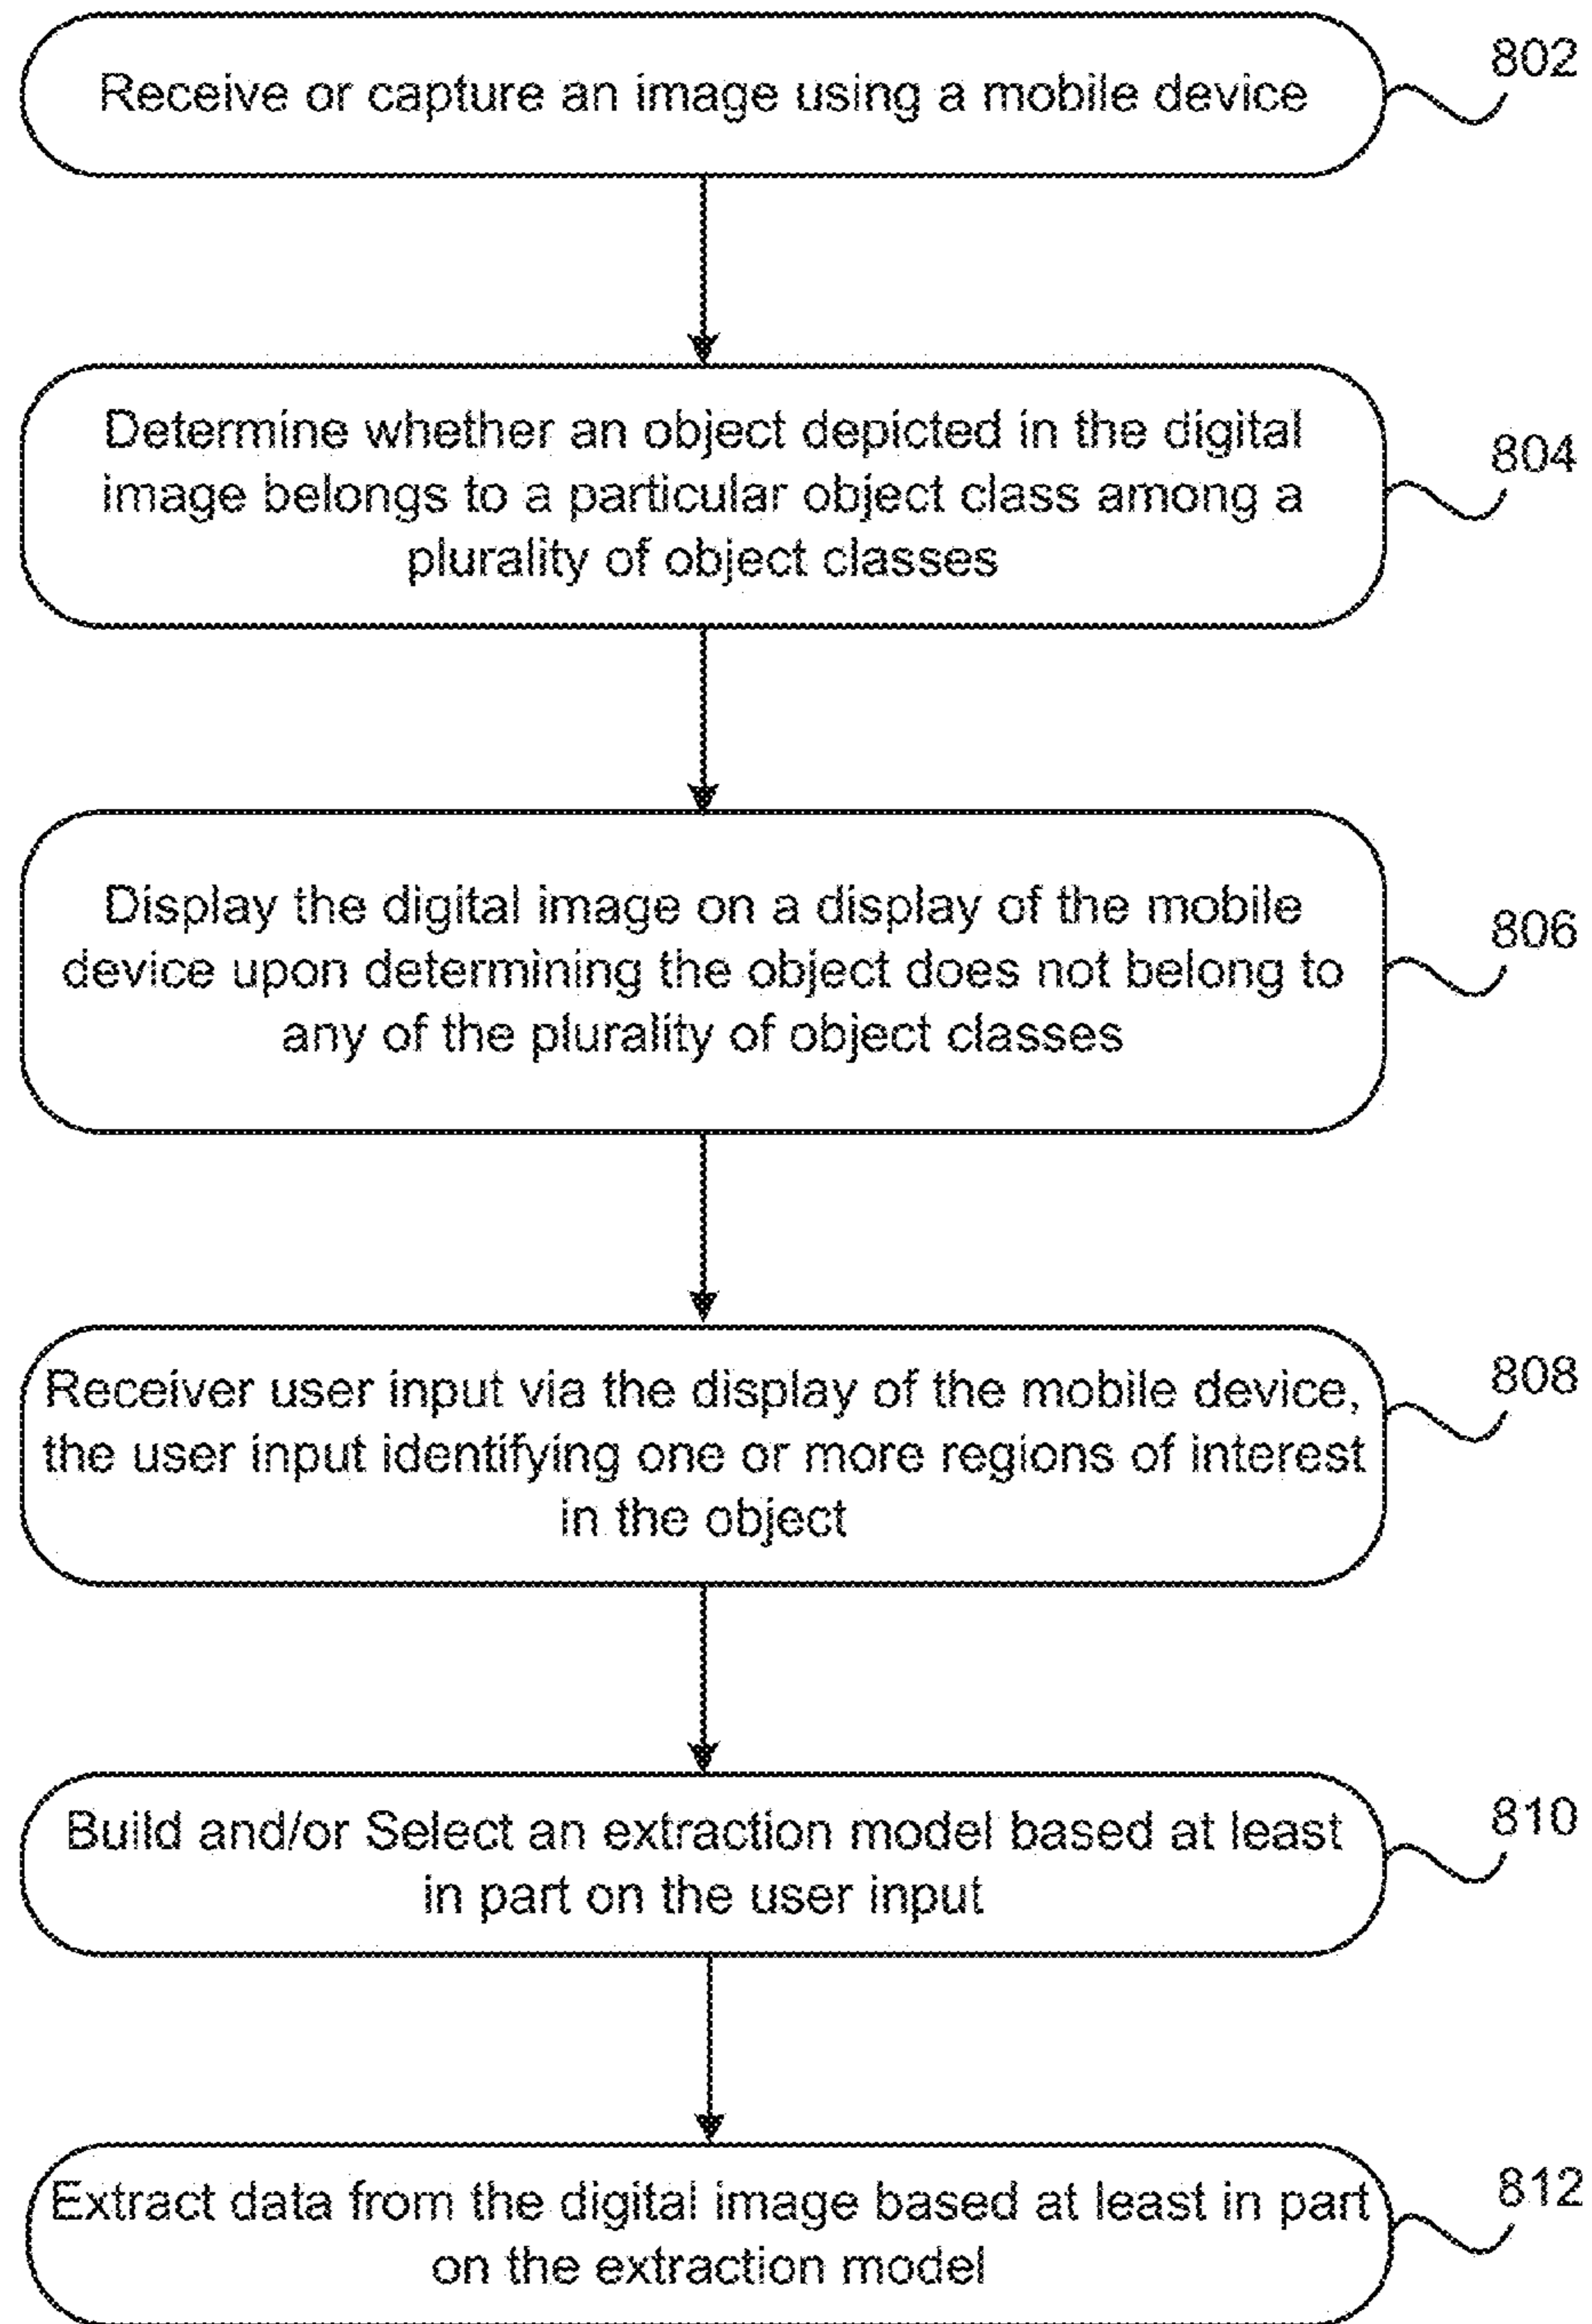 Receive or capture an image using a mobile device
802
Determine whether an object depicted in the digital
image belongs to a particular object class among a
plurality of object classes
804
Display the digital image on a display of the mobile
device upon determining the object does not belong to
any of the plurality of object classes
806
Receiver user input via the display of the mobile device,
the user input identifying one or more regions of interest
in the object
808
Build and/or Select an extraction model based at least
in part on the user input
810
Extract data from the digital image based at least in part
on the extraction model
812